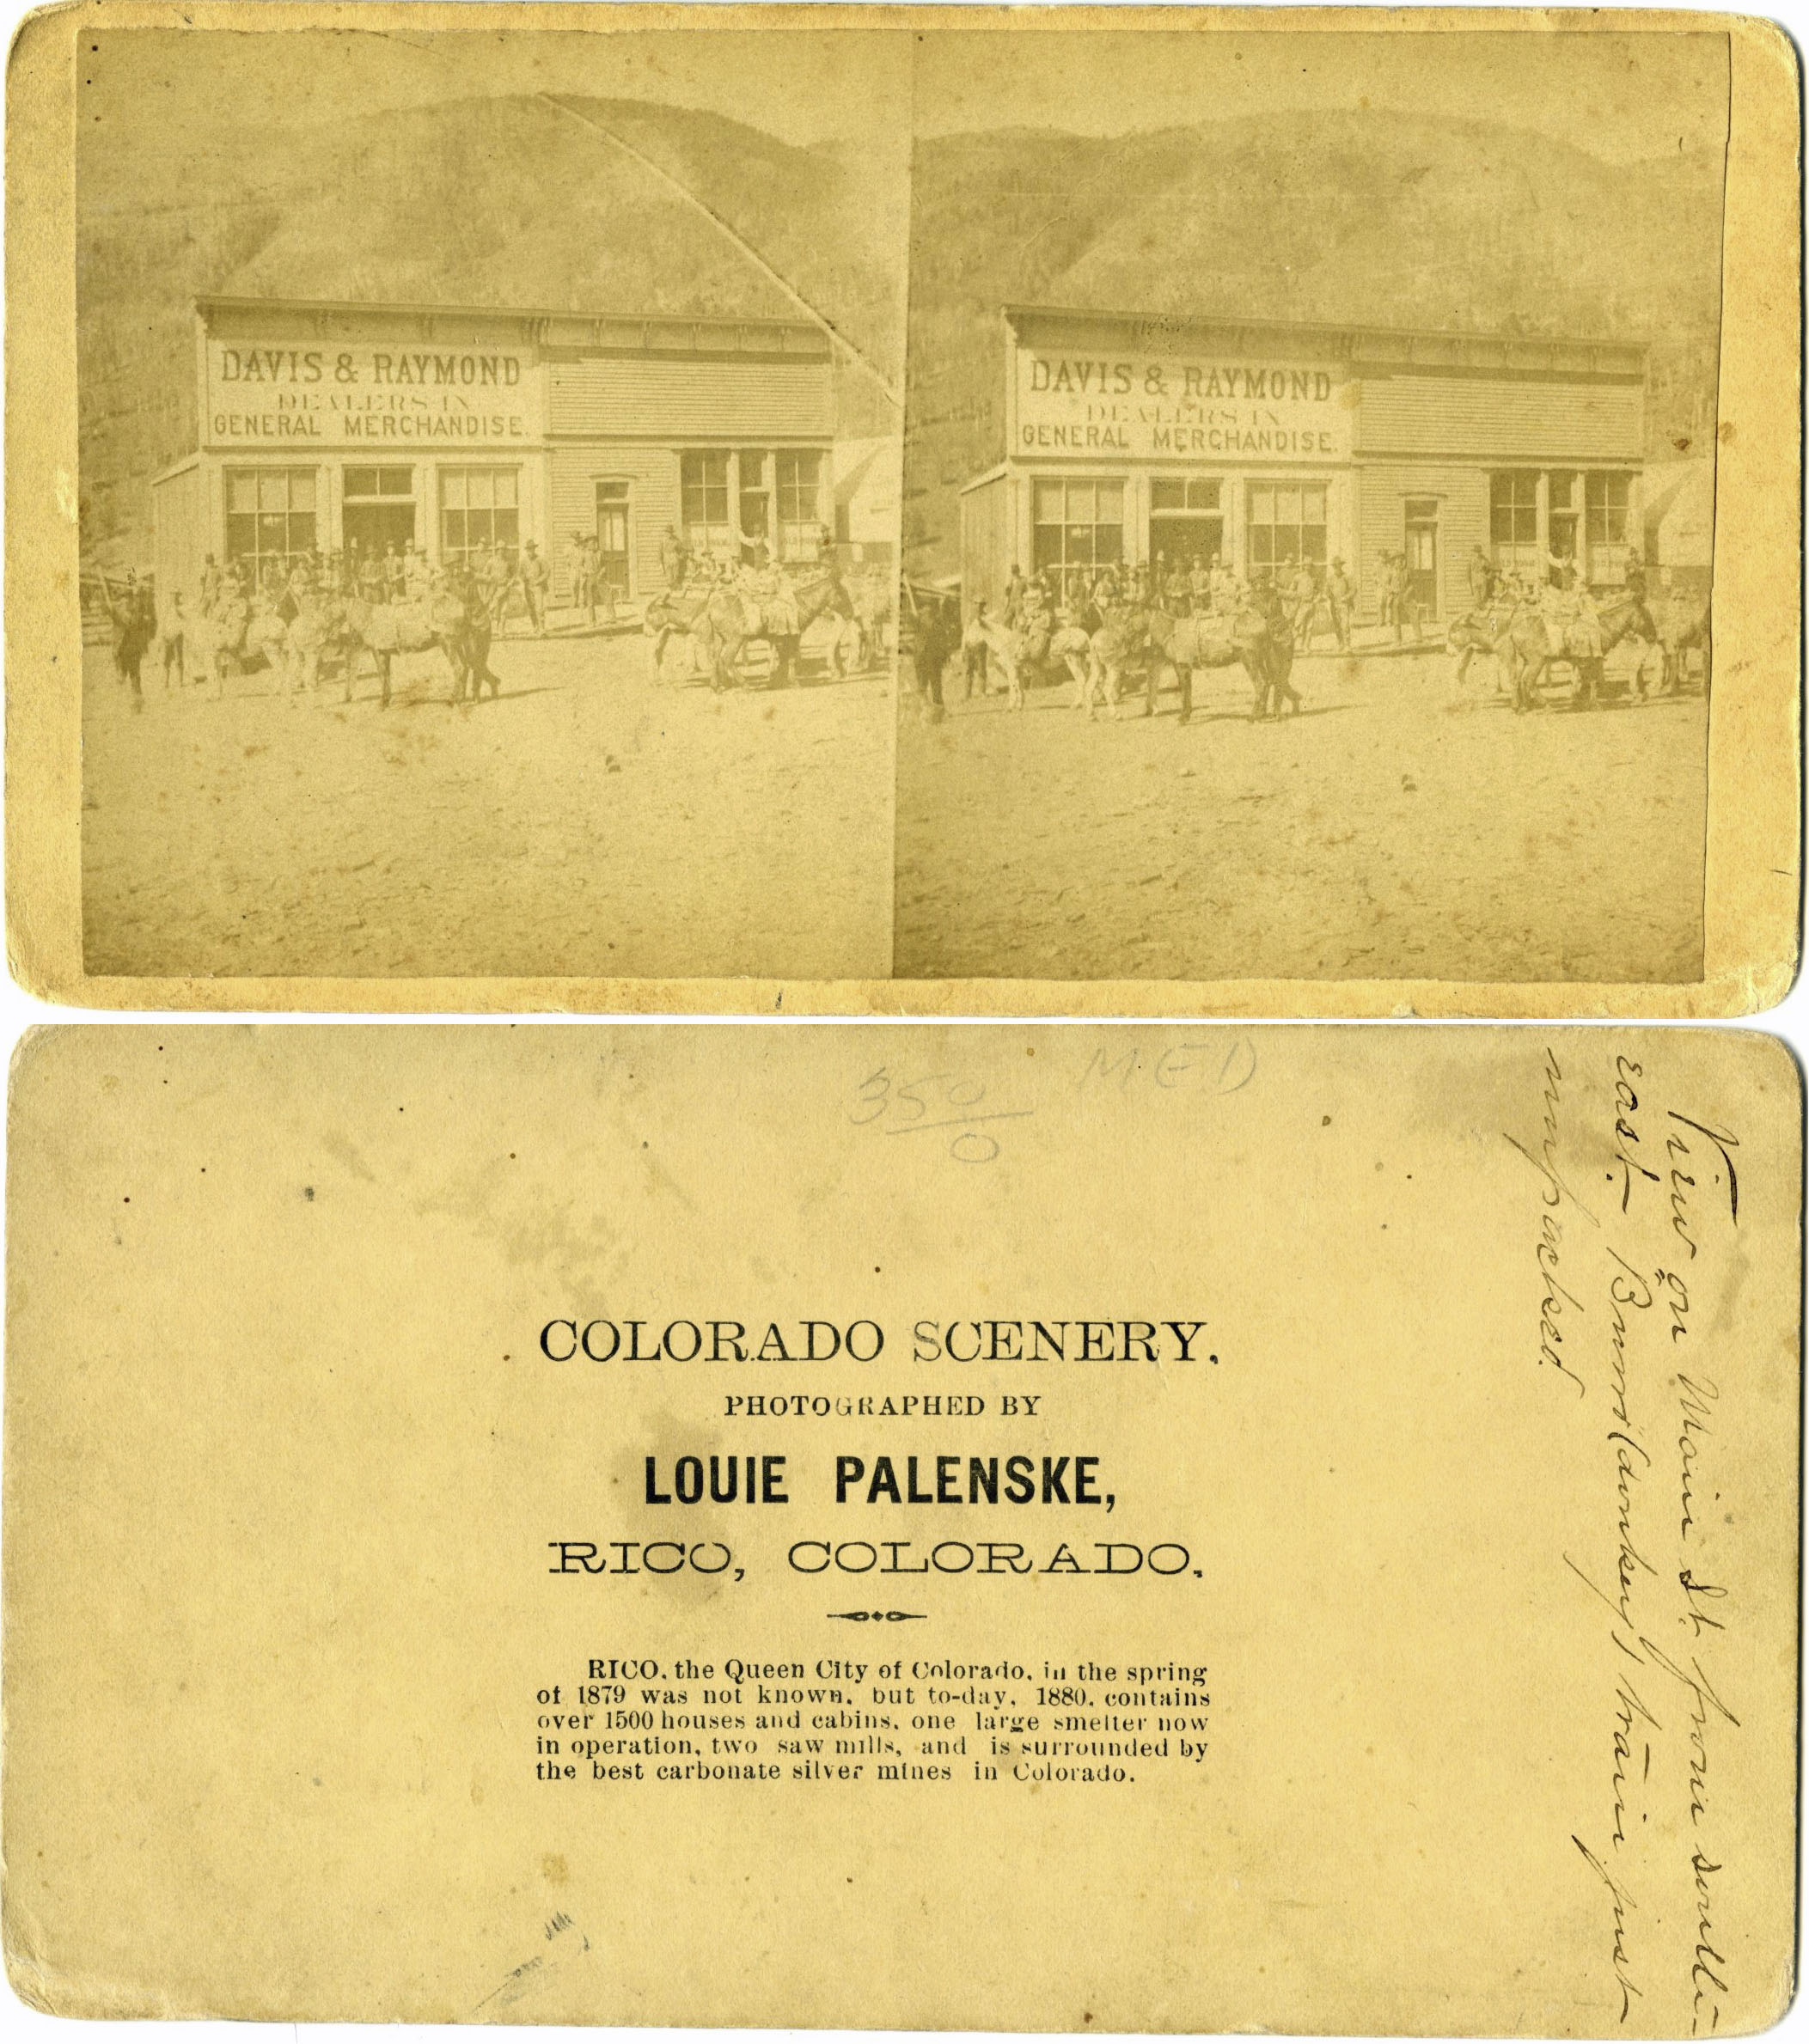 DAVIS & RAYMOND
DEALERS IN
GENERAL MERCHANDISE.
DAVIS & RAYMOND
DEALERS IN
GENERAL MERCHANDISE.
350/0
MED
COLORADO SCENERY.
PHOTOGRAPHED BY
LOUIE PALENSKE,
RICO, COLORADO.
RICO, the Queen City of Colorado, in the spring
of 1879 was not known, but to-day, 1880, contains
over 1500 houses and cabins, one large smelter now
in operation, two saw mills, and is surrounded by
the best carbonate silver mines in Colorado.
View on Main St. from south-
east. — Burro (donkey) train just
unpacked